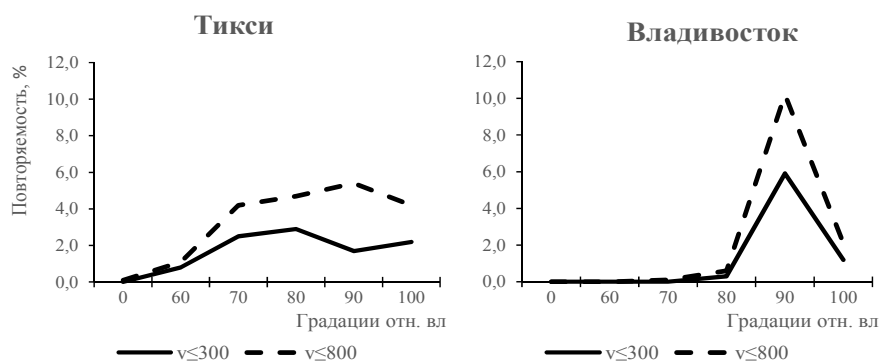 Тикси
Повторяемость, %
12,0
10,0
8,0
6,0
4,0
2,0
0,0
0 60 70 80 90 100
Градации отн. вл
v≤300 v≤800
Владивосток
12,0
10,0
8,0
6,0
4,0
2,0
0,0
0 60 70 80 90 100
Градации отн. вл
v≤300 v≤800